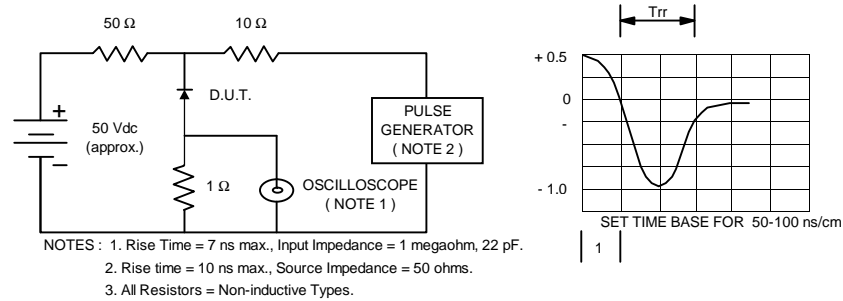 50 Ω
10 Ω
Trr
+ 0.5
D.U.T.
+
50 Vdc
(approx.)
PULSE
GENERATOR
( NOTE 2 )
0
-
1 Ω
OSCILLOSCOPE
( NOTE 1 )
- 1.0
SET TIME BASE FOR 50-100 ns/cm
1
NOTES : 1. Rise Time = 7 ns max., Input Impedance = 1 megaohm, 22 pF.
2. Rise time = 10 ns max., Source Impedance = 50 ohms.
3. All Resistors = Non-inductive Types.